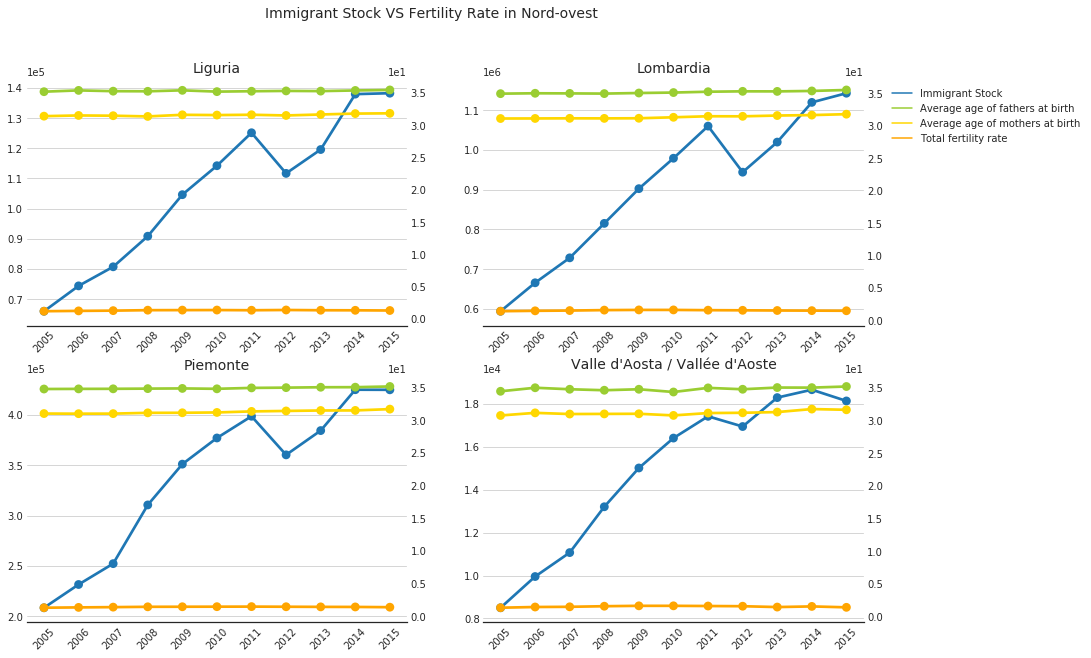 Immigrant Stock VS Fertility Rate in Nord-ovest
Liguria
1e5
1e1
1.4
1.3
1.2
1.1
1.0
0.9
0.8
0.7
3.5
3.0
2.5
2.0
1.5
1.0
0.5
0.0
2005 2006 2007 2008 2009 2010 2011 2012 2013 2014 2015
Lombardia
1e6
1e1
1.1
1.0
0.9
0.8
0.7
0.6
3.5
3.0
2.5
2.0
1.5
1.0
0.5
0.0
2005 2006 2007 2008 2009 2010 2011 2012 2013 2014 2015
Immigrant Stock
Average age of fathers at birth
Average age of mothers at birth
Total fertility rate
Piemonte
1e5
1e1
4.0
3.5
3.0
2.5
2.0
3.5
3.0
2.5
2.0
1.5
1.0
0.5
0.0
2005 2006 2007 2008 2009 2010 2011 2012 2013 2014 2015
Valle d'Aosta / Vallée d'Aoste
1e4
1e1
1.8
1.6
1.4
1.2
1.0
0.8
3.5
3.0
2.5
2.0
1.5
1.0
0.5
0.0
2005 2006 2007 2008 2009 2010 2011 2012 2013 2014 2015